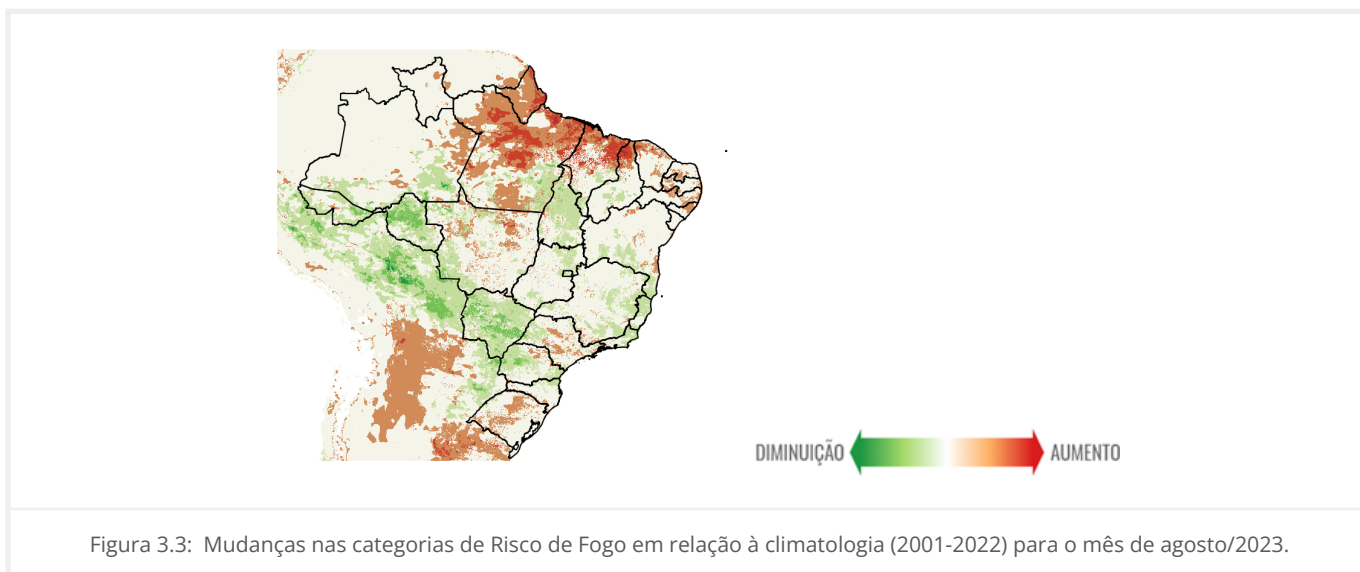 DIMINUIÇÃO
AUMENTO
Figura 3.3: Mudanças nas categorias de Risco de Fogo em relação à climatologia (2001-2022) para o mês de agosto/2023.